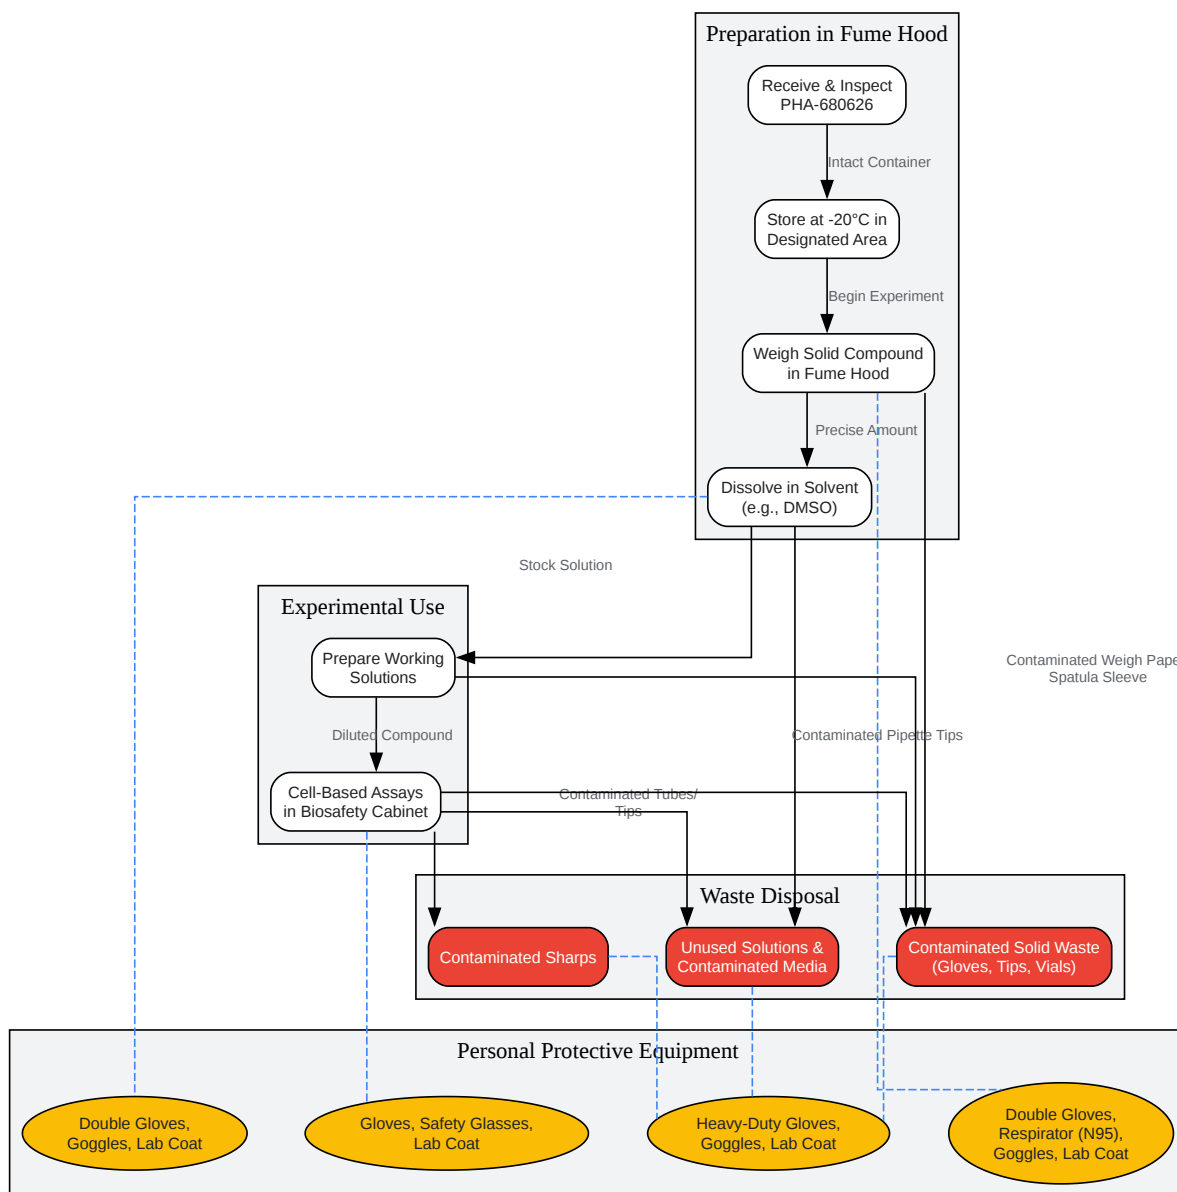 Preparation in Fume Hood
Receive & Inspect
PHA-680626
Intact Container
Store at -20°C in
Designated Area
Begin Experiment
Weigh Solid Compound
in Fume Hood
Precise Amount
Dissolve in Solvent
(e.g., DMSO)
Stock Solution
Experimental Use
Prepare Working
Solutions
Contaminated Weigh Pape
Spatula Sleeve
Diluted Compound
Contaminated Pipette Tips
Cell-Based Assays
in Biosafety Cabinet
Contaminated Tubes/
Tips
Waste Disposal
Contaminated Sharps
Unused Solutions &
Contaminated Media
Contaminated Solid Waste
(Gloves, Tips, Vials)
Personal Protective Equipment
Double Gloves,
Goggles, Lab Coat
Gloves, Safety Glasses,
Lab Coat
Heavy-Duty Gloves,
Goggles, Lab Coat
Double Gloves,
Respirator (N95),
Goggles, Lab Coat